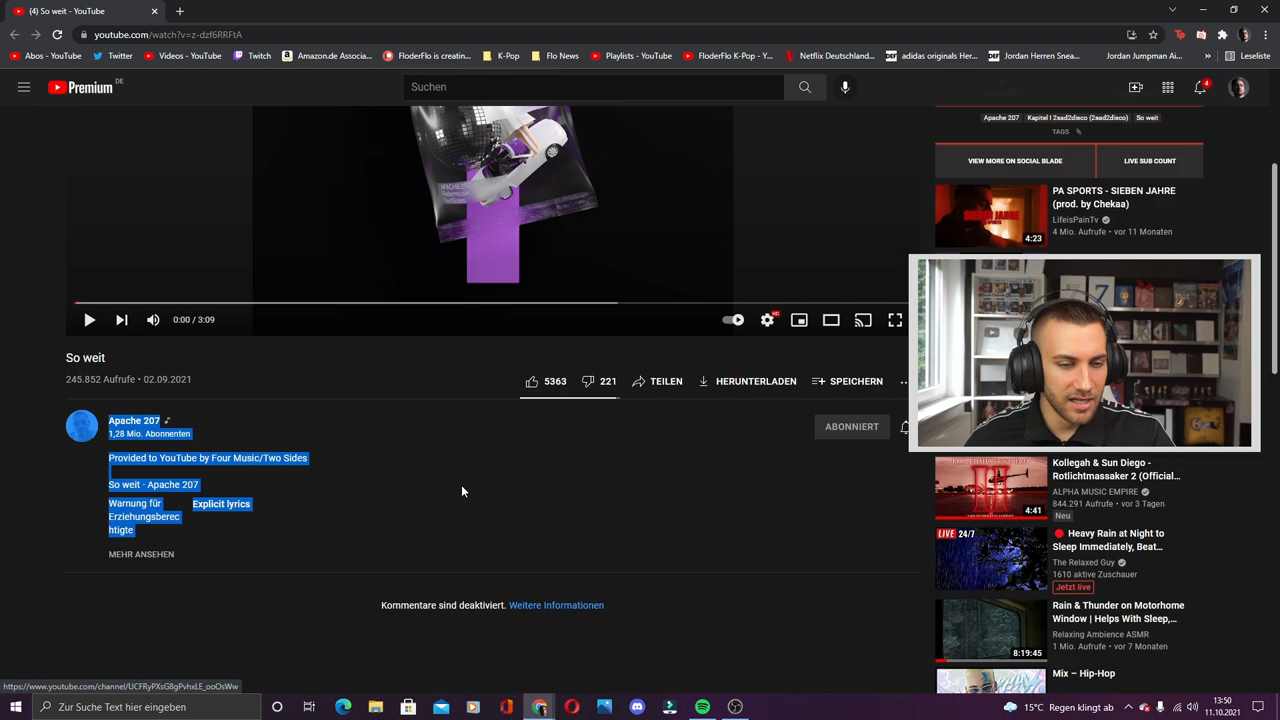 (4) So weit - YouTube
youtube.com/watch?v=z-dzf6RRFtA
Abos - YouTube
Twitter
Videos - YouTube
Twitch
Amazon.de Associa...
FloderFlo is creatin...
K-Pop
Flo News
Playlists - YouTube
FloderFlo K-Pop - Y...
Netflix Deutschland...
adidas originals Her...
Jordan Herren Snea...
Jordan Jumpman Ai...
»
Leseliste
Premium DE
Suchen
4
Apache 207 Kapitel I 2sad2disco (2sad2disco) So weit
TAGS
VIEW MORE ON SOCIAL BLADE
LIVE SUB COUNT
PA SPORTS - SIEBEN JAHRE
(prod. by Chekaa)
LifeisPainTv
4 Mio. Aufrufe • vor 11 Monaten
SIEBEN JAHRE
4:23
0:00 / 3:09
HD
So weit
245.852 Aufrufe • 02.09.2021
5363
221
TEILEN
HERUNTERLADEN
SPEICHERN
Apache 207
1,28 Mio. Abonnenten
ABONNIERT
Provided to YouTube by Four Music/Two Sides
So weit · Apache 207
Warnung für Explicit lyrics
Erziehungsberec
htigte
MEHR ANSEHEN
Kommentare sind deaktiviert. Weitere Informationen
Kollegah & Sun Diego -
Rotlichtmassaker 2 (Official...
ALPHA MUSIC EMPIRE
844.291 Aufrufe • vor 3 Tagen
Neu
4:41
LIVE 24/7
Heavy Rain at Night to
Sleep Immediately, Beat...
The Relaxed Guy
1610 aktive Zuschauer
Jetzt live
Rain & Thunder on Motorhome
Window | Helps With Sleep,...
Relaxing Ambience ASMR
1 Mio. Aufrufe • vor 7 Monaten
8:19:45
Mix – Hip-Hop
https://www.youtube.com/channel/UCFRyPXsGBgPvhxLE_ooOsWw
Zur Suche Text hier eingeben
15°C Regen klingt ab
13:50
11.10.2021